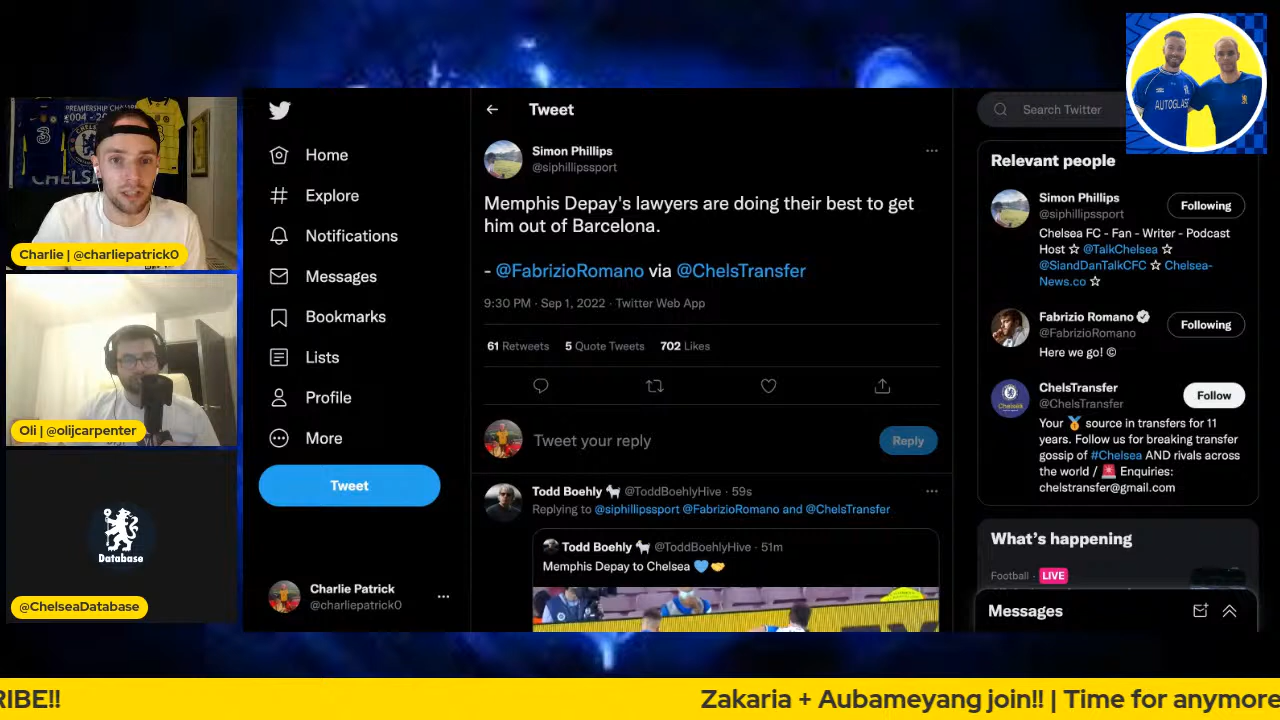 PREMIERSHIP CHAMP
CHELS
3
Charlie | @charliepatrick0
Oli | @olijcarpenter
Database
@ChelseaDatabase
Home
Explore
Notifications
Messages
Bookmarks
Lists
Profile
More
Tweet
Charlie Patrick
@charliepatrick0
Tweet
Simon Phillips
@siphillipssport
Memphis Depay's lawyers are doing their best to get
him out of Barcelona.
- @FabrizioRomano via @ChelsTransfer
9:30 PM · Sep 1, 2022 · Twitter Web App
61 Retweets 5 Quote Tweets 702 Likes
Tweet your reply
Reply
Todd Boehly 🐐 @ToddBoehlyHive · 59s
Replying to @siphillipssport @FabrizioRomano and @ChelsTransfer
Todd Boehly 🐐 @ToddBoehlyHive · 51m
Memphis Depay to Chelsea 💙🤝
Search Twitter
AUTOGLASS
Relevant people
Simon Phillips
@siphillipssport
Following
Chelsea FC - Fan - Writer - Podcast
Host ☆ @TalkChelsea ☆
@SiandDanTalkCFC ☆ Chelsea-
News.co ☆
Fabrizio Romano
@FabrizioRomano
Following
Here we go! ©
ChelsTransfer
@ChelsTransfer
Follow
Your 🏅 source in transfers for 11
years. Follow us for breaking transfer
gossip of #Chelsea AND rivals across
the world / 🚨 Enquiries:
chelstransfer@gmail.com
What's happening
Football · LIVE
Messages
RIBE!!
Zakaria + Aubameyang join!! | Time for anymore